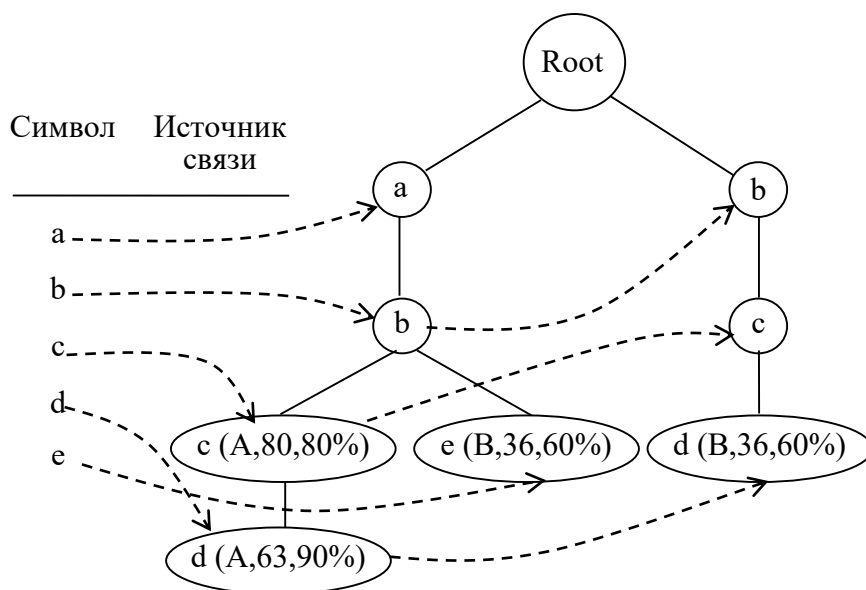 Root
Символ Источник
связи
a b
a
b
b c
c
d
c (A,80,80%) e (B,36,60%) d (B,36,60%)
e
d (A,63,90%)